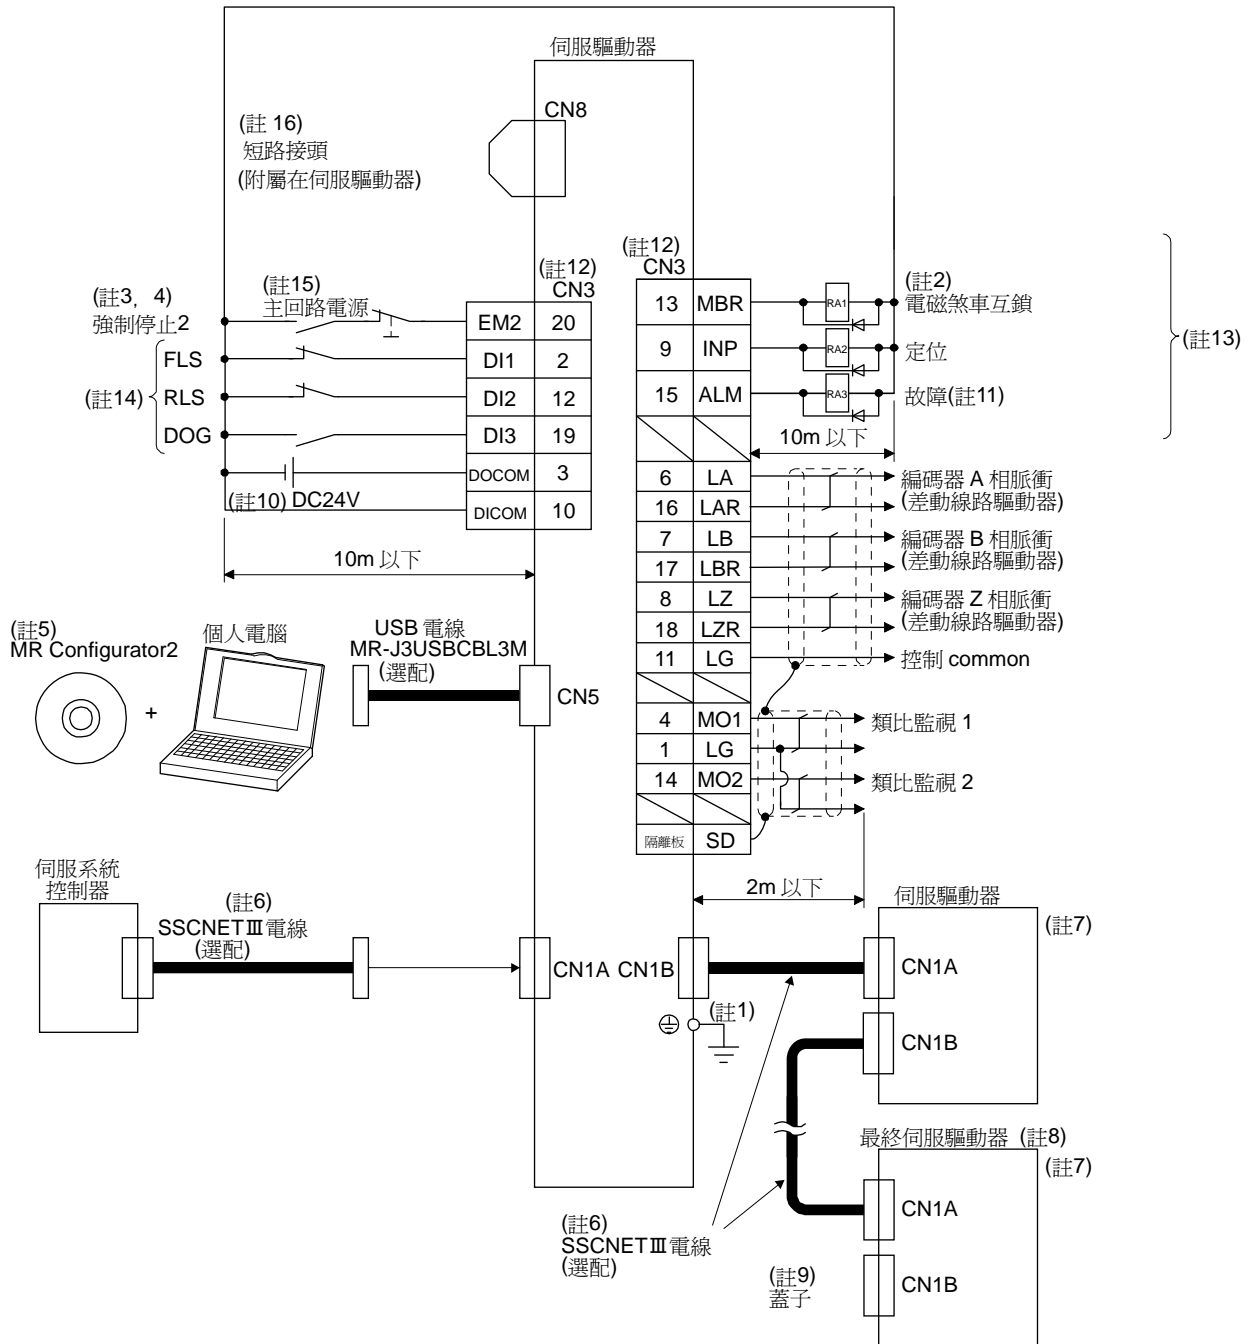 伺服驅動器
CN8
(註 16)
短路接頭
(附屬在伺服驅動器)
(註12)
CN3
(註12)
CN3
(註3, 4)
強制停止2
(註15)
主回路電源
EM2 20
FLS
DI1 2
(註14)
RLS
DI2 12
DOG
DI3 19
DOCOM 3
(註10) DC24V
DICOM 10
10m 以下
13 MBR
RA1
(註2)
電磁煞車互鎖
9 INP
RA2
定位
15 ALM
RA3
故障(註11)
(註13)
10m 以下
6 LA
編碼器 A 相脈衝
(差動線路驅動器)
16 LAR
7 LB
編碼器 B 相脈衝
(差動線路驅動器)
17 LBR
8 LZ
編碼器 Z 相脈衝
(差動線路驅動器)
18 LZR
11 LG
控制 common
4 MO1
類比監視 1
1 LG
14 MO2
類比監視 2
隔離板 SD
2m 以下
(註5)
MR Configurator2
+
個人電腦
USB 電線
MR-J3USBCBL3M
(選配)
CN5
伺服系統
控制器
(註6)
SSCNETⅢ電線
(選配)
CN1A CN1B
(註1)
伺服驅動器
(註7)
CN1A
CN1B
最終伺服驅動器 (註8)
(註7)
CN1A
CN1B
(註6)
SSCNETⅢ電線
(選配)
(註9)
蓋子